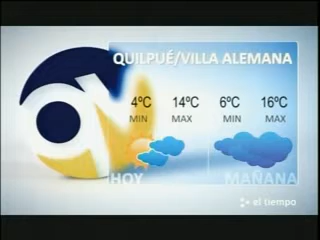 QUILPUÉ/VILLA ALEMANA
4ºC 14ºC 6ºC 16ºC
MIN MAX MIN MAX
HOY MAÑANA
el tiempo